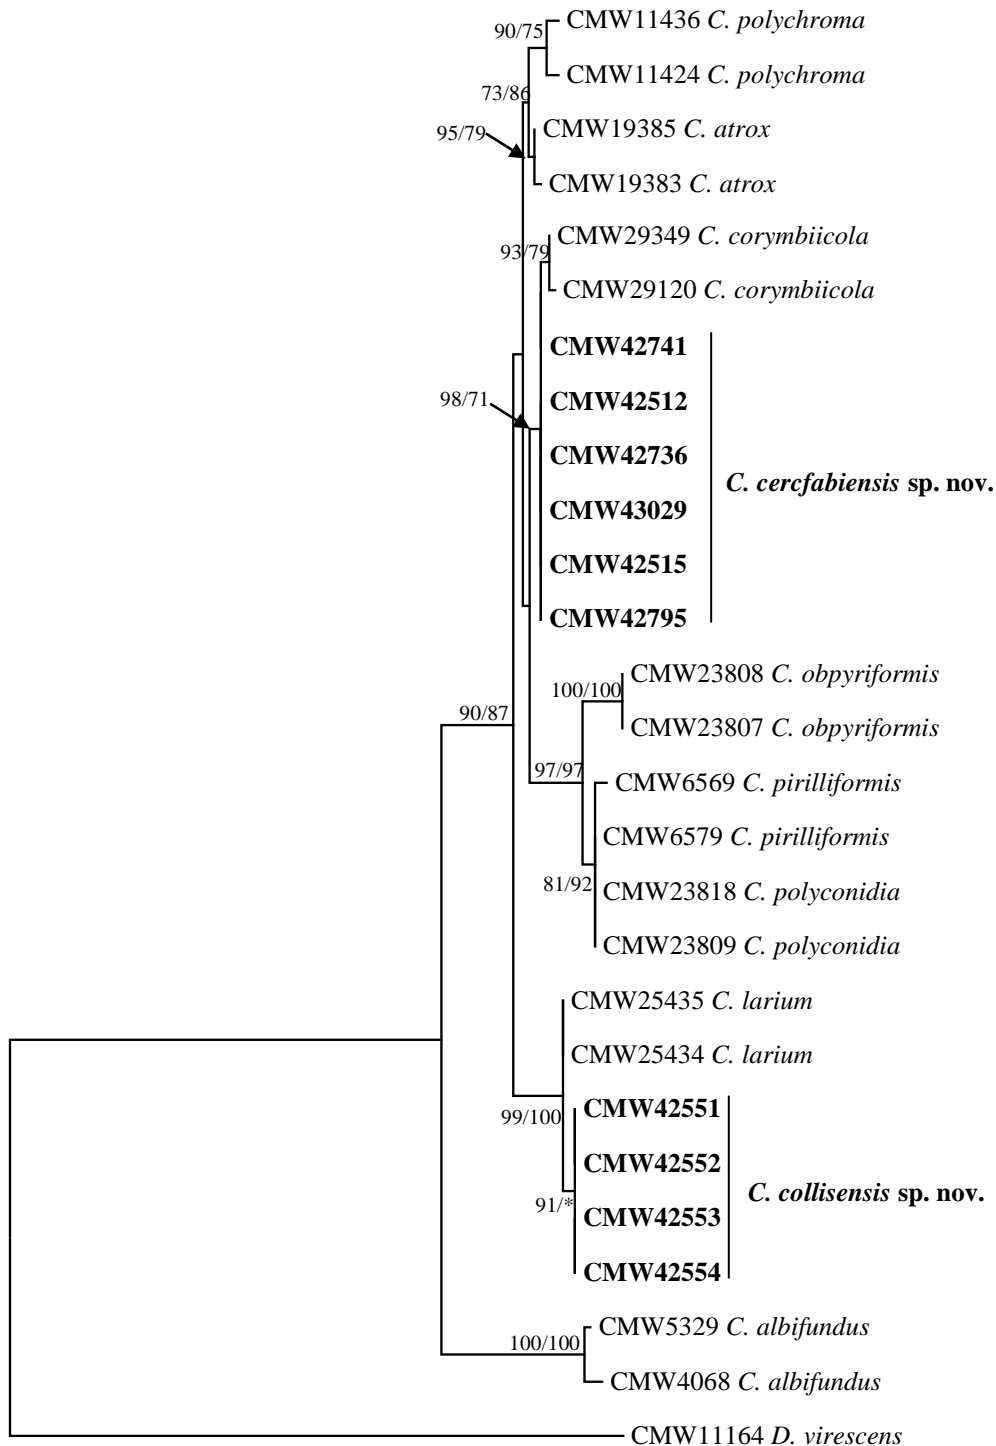 CMW11436 C. polychroma
90/75
CMW11424 C. polychroma
73/86
CMW19385 C. atrox
95/79
CMW19383 C. atrox
CMW29349 C. corymbiicola
93/79
CMW29120 C. corymbiicola
CMW42741
98/71
CMW42512
CMW42736
C. cercfabiensis sp. nov.
CMW43029
CMW42515
CMW42795
CMW23808 C. obpyriformis
100/100
90/87
CMW23807 C. obpyriformis
97/97
CMW6569 C. pirilliformis
CMW6579 C. pirilliformis
81/92
CMW23818 C. polyconidia
CMW23809 C. polyconidia
CMW25435 C. larium
CMW25434 C. larium
99/100
CMW42551
CMW42552
91/*
C. collisensis sp. nov.
CMW42553
CMW42554
CMW5329 C. albifundus
100/100
CMW4068 C. albifundus
CMW11164 D. virescens